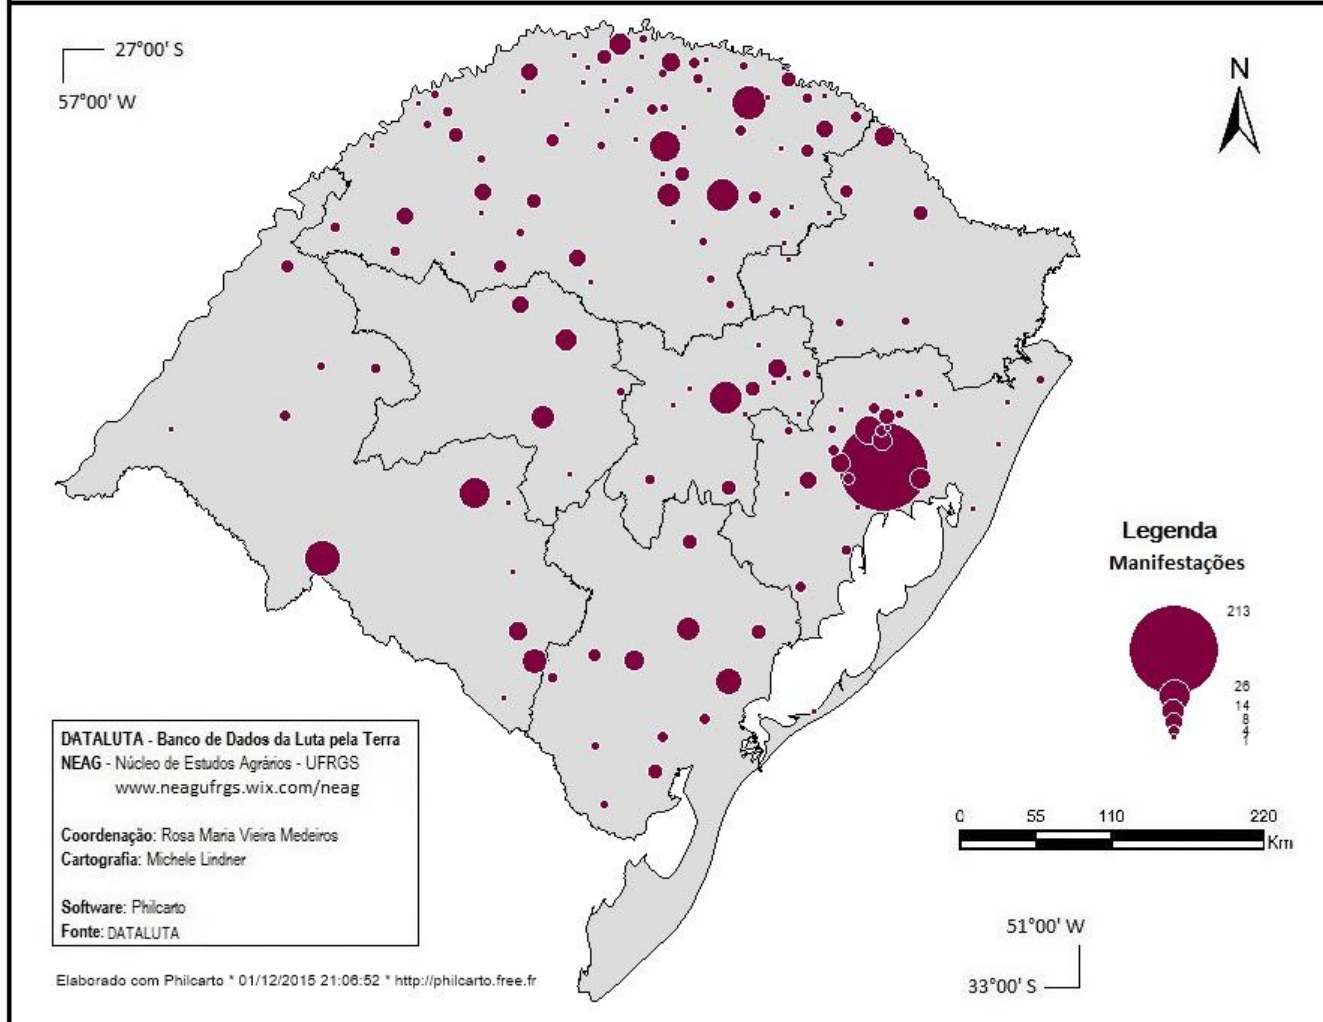 27°00' S
57°00' W
N
Legenda
Manifestações
213
26
14
8
4
1
0 55 110 220
Km
DATALUTA - Banco de Dados da Luta pela Terra
NEAG - Núcleo de Estudos Agrários - UFRGS
www.neagufrgs.wix.com/neag
Coordenação: Rosa Maria Vieira Medeiros
Cartografia: Michele Lindner
Software: Philcarto
Fonte: DATALUTA
51°00' W
33°00' S
Elaborado com Philcarto * 01/12/2015 21:06:52 * http://philcarto.free.fr